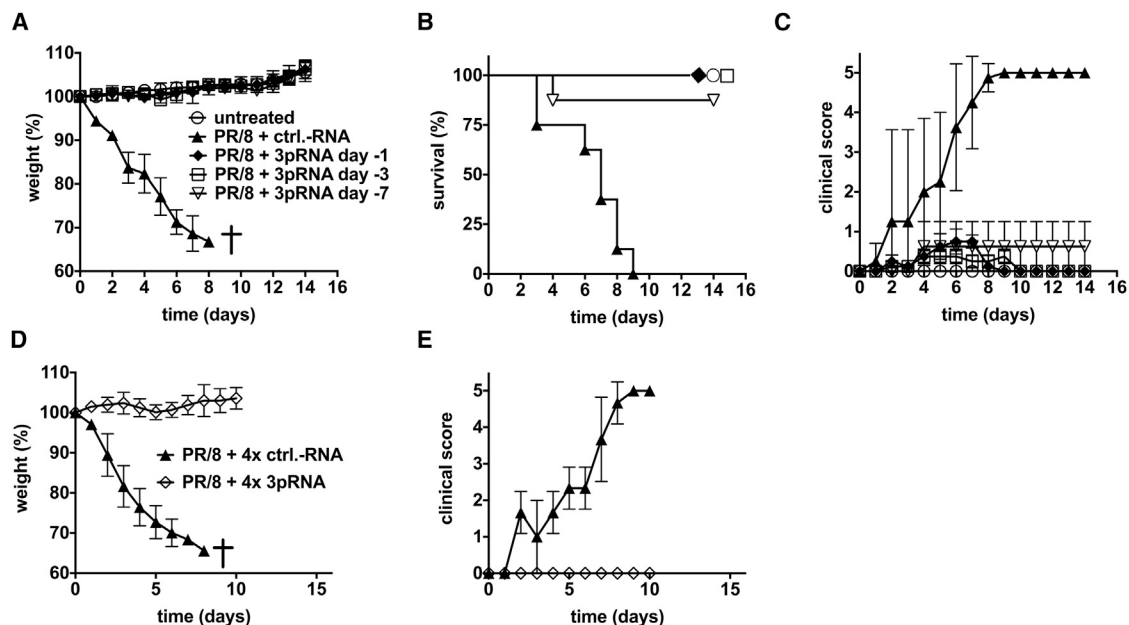 A
110
100
90
80
70
60
weight (%)
0 2 4 6 8 10 12 14 16
time (days)
untreated
PR/8 + ctrl.-RNA
PR/8 + 3pRNA day -1
PR/8 + 3pRNA day -3
PR/8 + 3pRNA day -7
B
100
75
50
25
0
survival (%)
0 2 4 6 8 10 12 14 16
time (days)
C
5
4
3
2
1
0
clinical score
0 2 4 6 8 10 12 14 16
time (days)
D
110
100
90
80
70
60
weight (%)
0 5 10 15
time (days)
PR/8 + 4x ctrl.-RNA
PR/8 + 4x 3pRNA
E
5
4
3
2
1
0
clinical score
0 5 10 15
time (days)